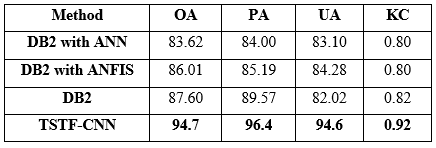 Method OA PA UA KC
DB2 with ANN 83.62 84.00 83.10 0.80
DB2 with ANFIS 86.01 85.19 84.28 0.80
DB2 87.60 89.57 82.02 0.82
TSTF-CNN 94.7 96.4 94.6 0.92